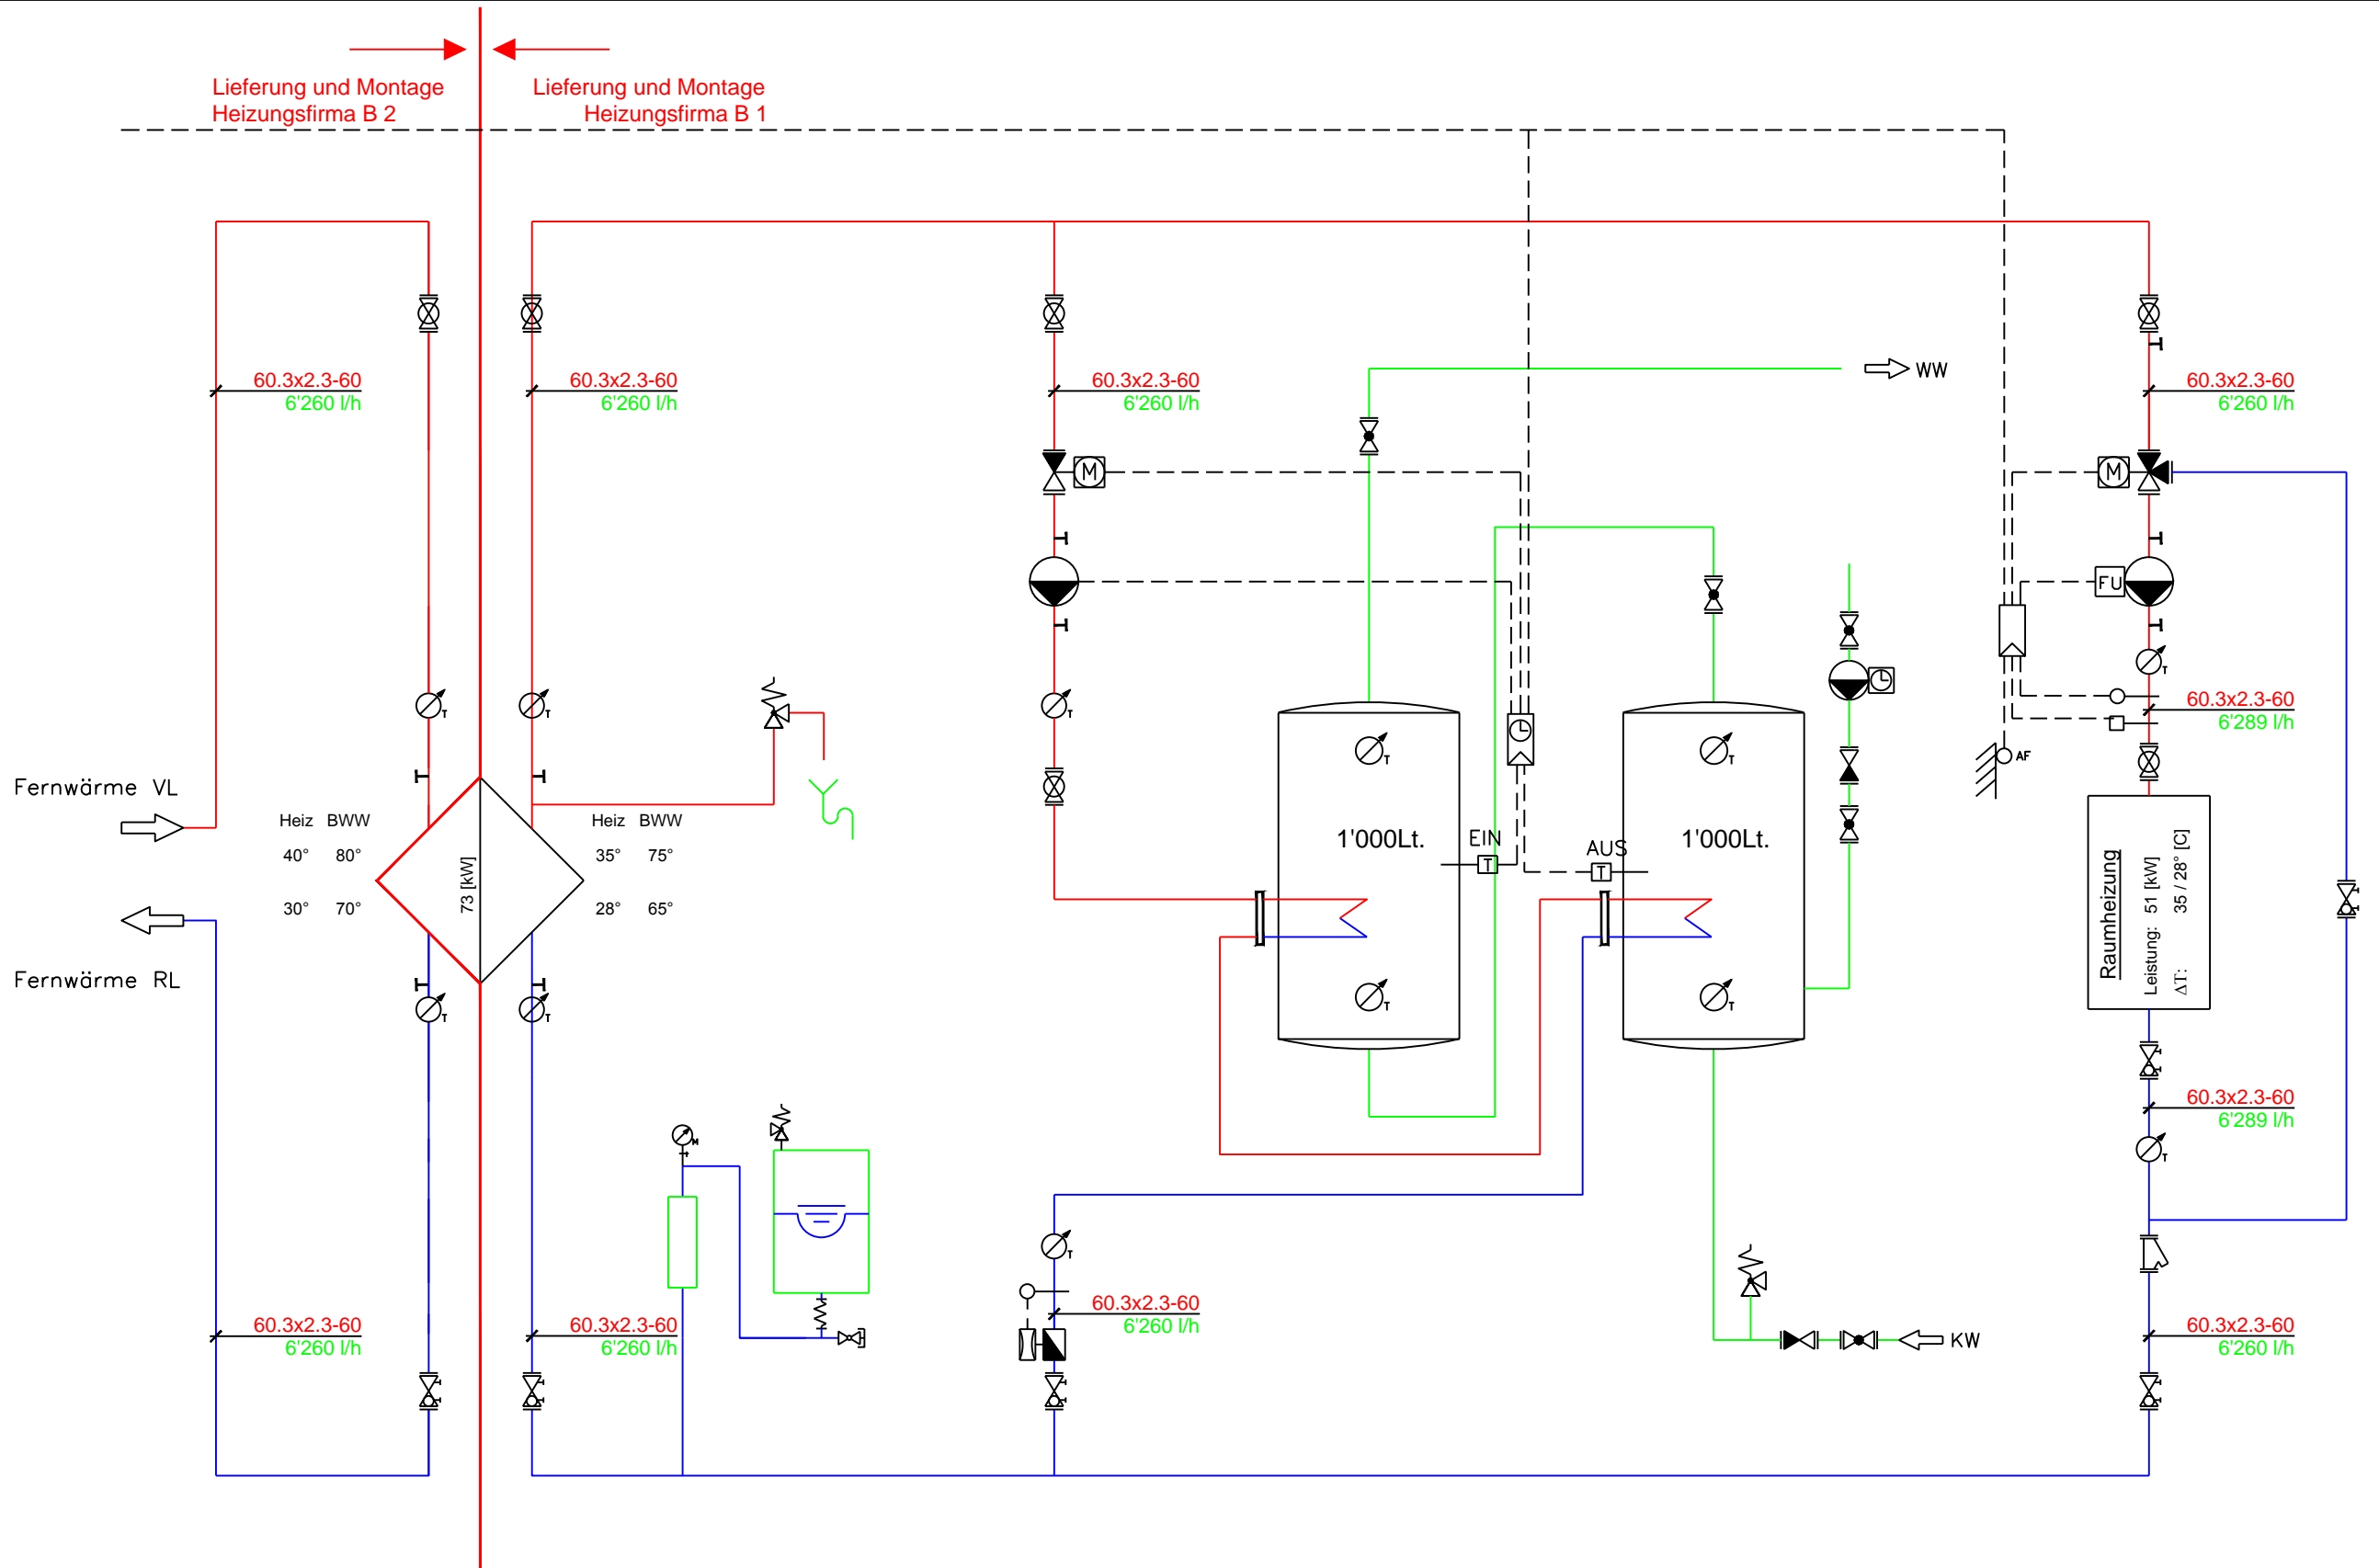 Lieferung und Montage
Heizungsfirma B 2
Lieferung und Montage
Heizungsfirma B 1
60.3x2.3-60
6'260 l/h
60.3x2.3-60
6'260 l/h
60.3x2.3-60
6'260 l/h
60.3x2.3-60
6'260 l/h
WW
M
M
FU
T
60.3x2.3-60
6'289 l/h
T
T
T
T
T
AF
Fernwärme VL
Heiz BWW
40° 80°
30° 70°
73 [kW]
Heiz BWW
35° 75°
28° 65°
1'000Lt.
EIN
T
AUS
T
1'000Lt.
Raumheizung
Leistung: 51 [kW]
ΔT: 35 / 28° [C]
Fernwärme RL
T
T
T
T
60.3x2.3-60
6'289 l/h
M
T
T
60.3x2.3-60
6'260 l/h
60.3x2.3-60
6'260 l/h
60.3x2.3-60
6'260 l/h
KW
60.3x2.3-60
6'260 l/h